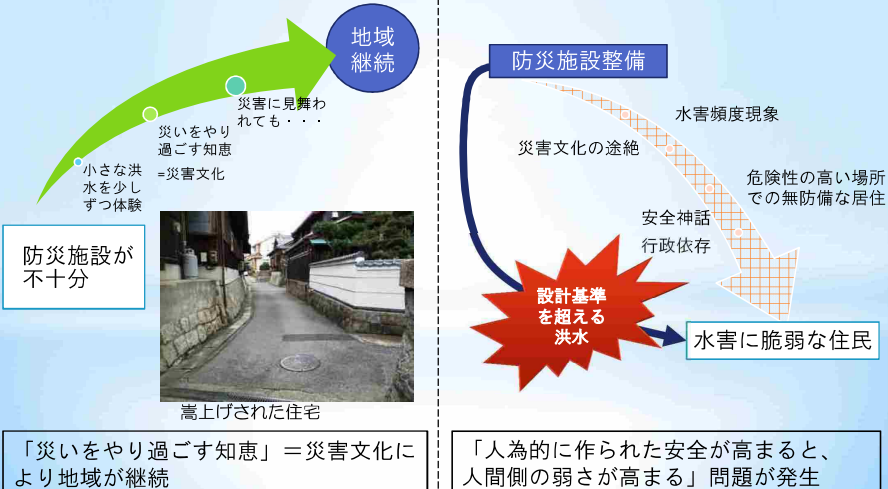 地域
継続
災害に見舞わ
れても・・・
災いをやり
過ごす知恵
=災害文化
小さな洪
水を少し
ずつ体験
防災施設が
不十分
嵩上げされた住宅
「災いをやり過ごす知恵」＝災害文化に
より地域が継続
防災施設整備
水害頻度現象
災害文化の途絶
危険性の高い場所
での無防備な居住
安全神話
行政依存
設計基準
を超える
洪水
水害に脆弱な住民
「人為的に作られた安全が高まると、
人間側の弱さが高まる」問題が発生